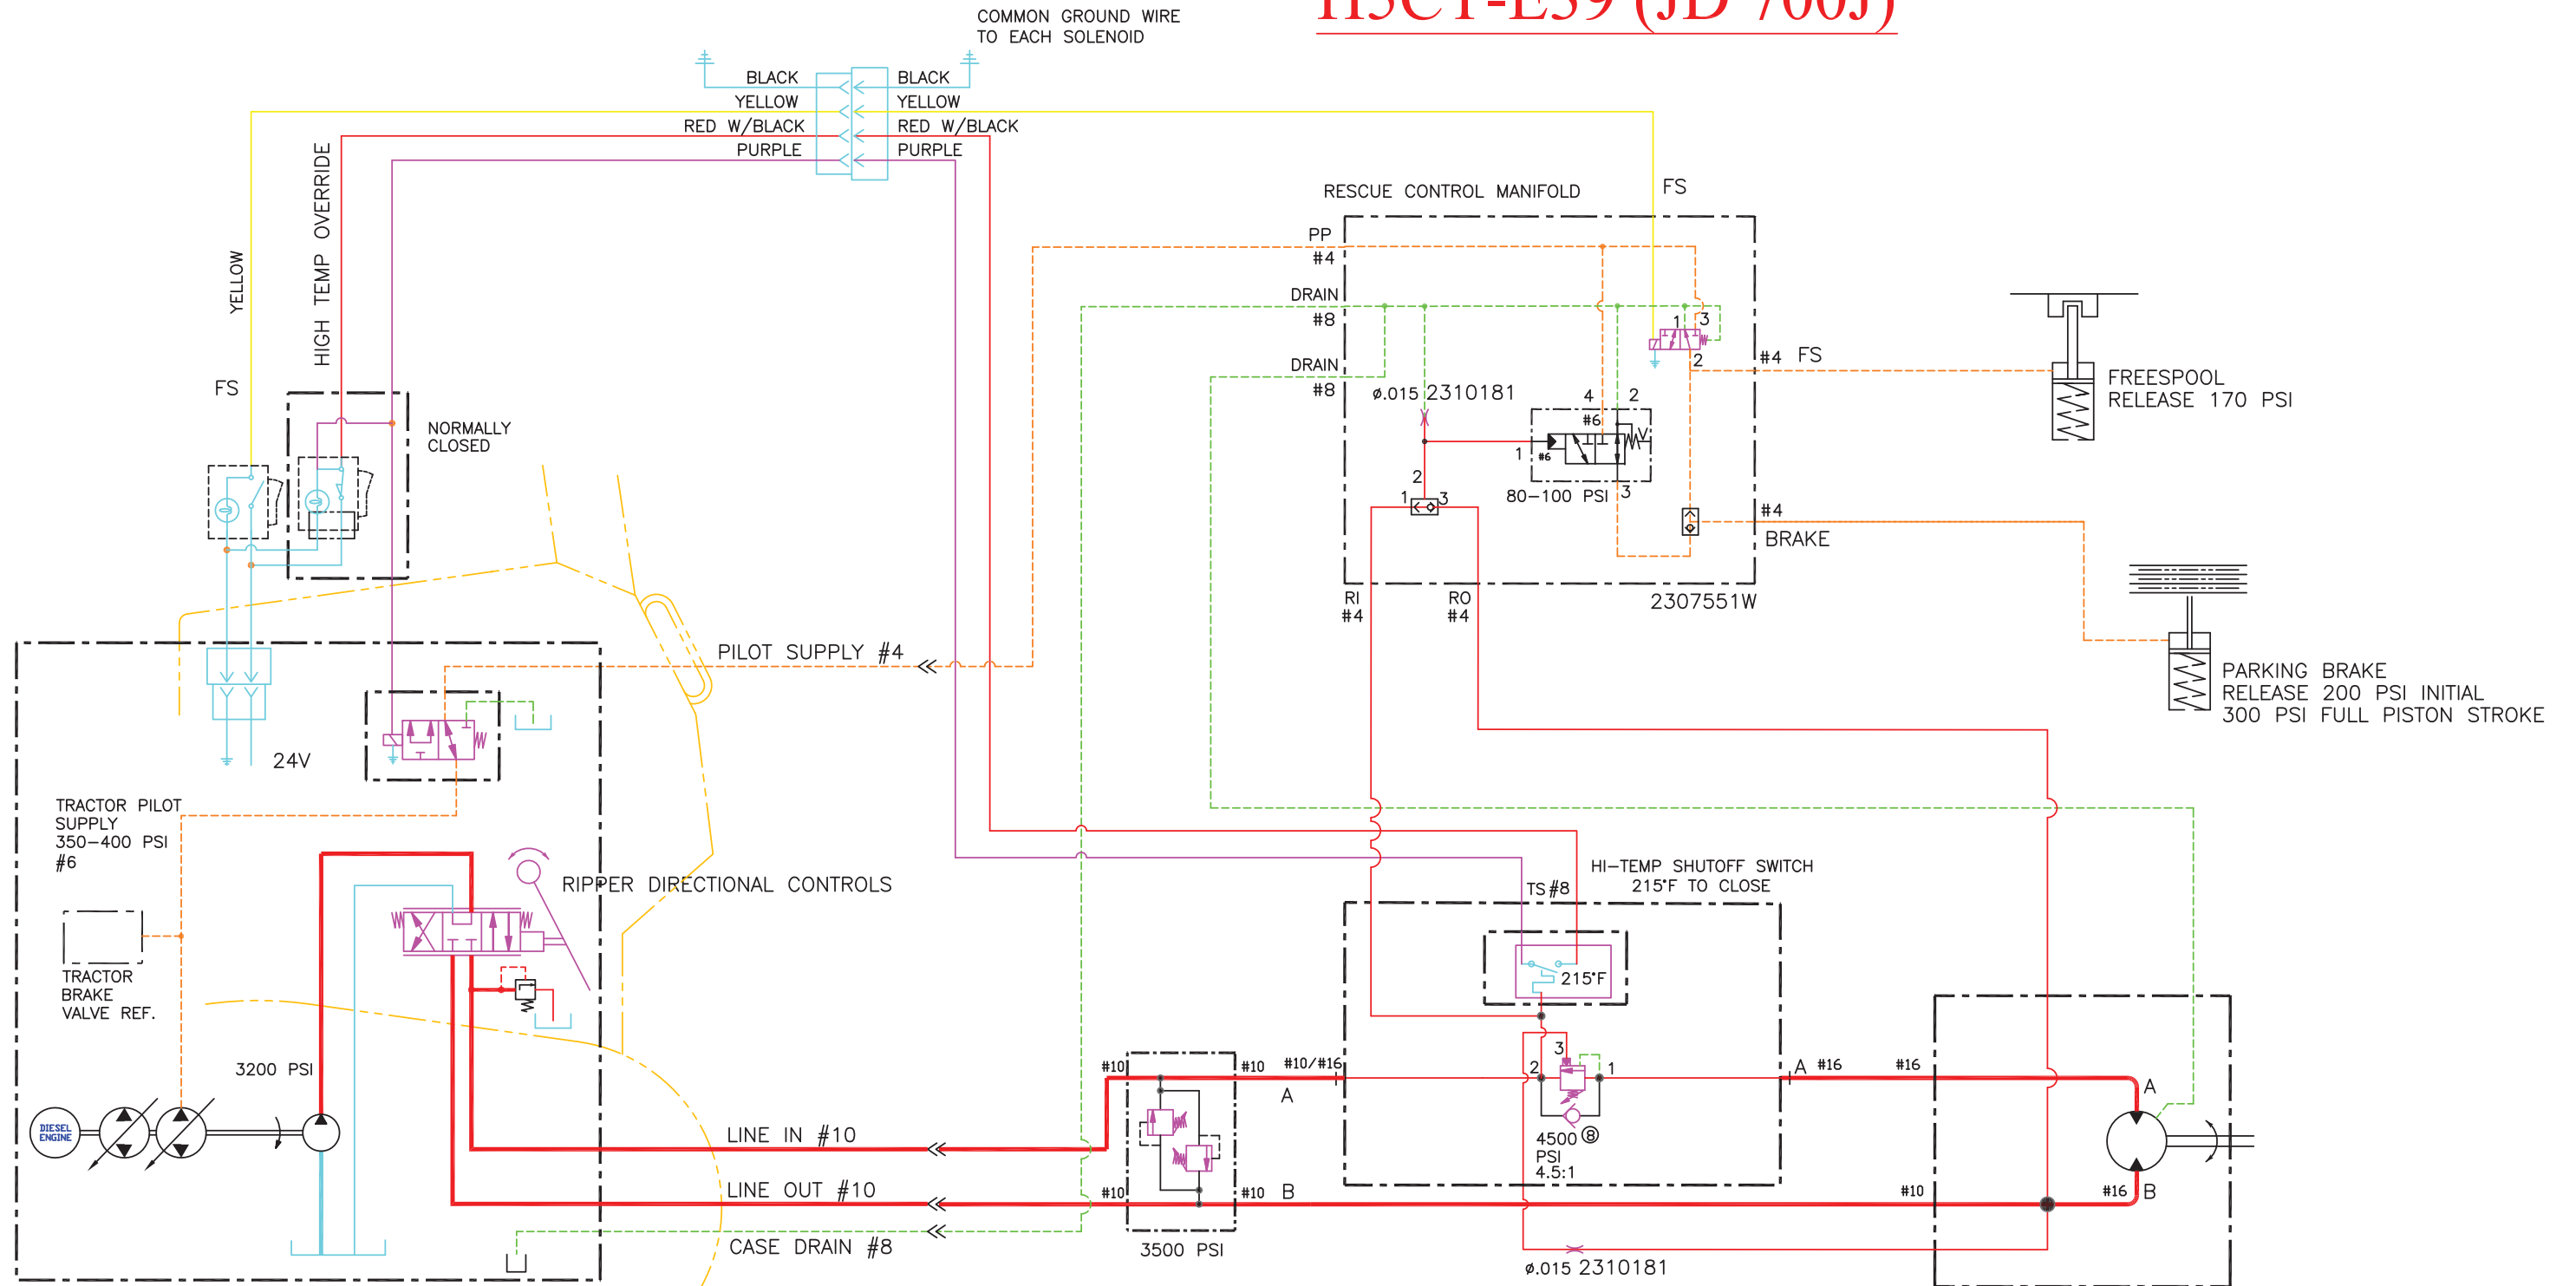 H5CT-E59 (JD 700J)
COMMON GROUND WIRE
TO EACH SOLENOID
BLACK
BLACK
YELLOW
YELLOW
RED W/BLACK
RED W/BLACK
PURPLE
PURPLE
HIGH TEMP OVERRIDE
YELLOW
FS
NORMALLY
CLOSED
RESCUE CONTROL MANIFOLD
FS
PP
#4
DRAIN
#8
DRAIN
#8
1
3
2
#4 FS
ø.015 2310181
4
2
#6
V
1
#6
2
80-100 PSI
3
1
3
#4
BRAKE
RI
#4
RO
#4
2307551W
FREESPOOL
RELEASE 170 PSI
PARKING BRAKE
RELEASE 200 PSI INITIAL
300 PSI FULL PISTON STROKE
PILOT SUPPLY #4
24V
TRACTOR PILOT
SUPPLY
350-400 PSI
#6
RIPPER DIRECTIONAL CONTROLS
TRACTOR
BRAKE
VALVE REF.
3200 PSI
DIESEL
ENGINE
LINE IN #10
LINE OUT #10
CASE DRAIN #8
#10
#10
#10/#16
A
#10
#10
B
3500 PSI
HI-TEMP SHUTOFF SWITCH
215°F TO CLOSE
TS#8
215°F
3
2
1
4500 ⑧
PSI
4.5:1
A
#16
#16
A
#10
#16
B
ø.015 2310181